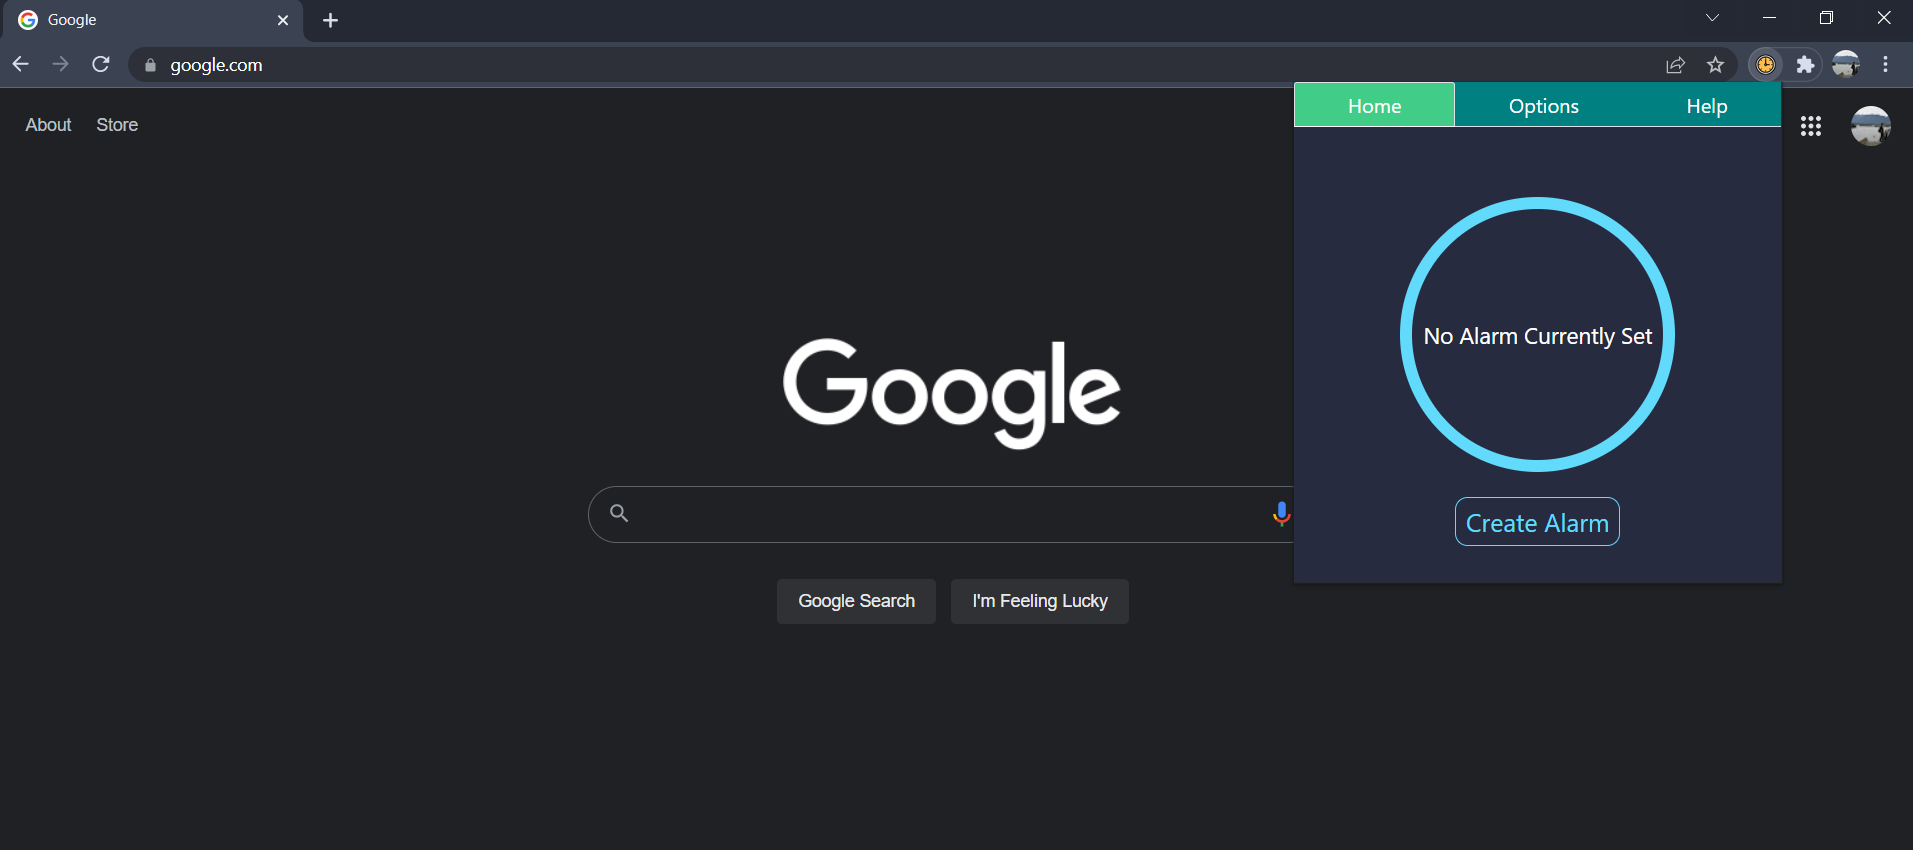 Google
google.com
About Store
Home Options Help
No Alarm Currently Set
Create Alarm
Google
Google Search I'm Feeling Lucky